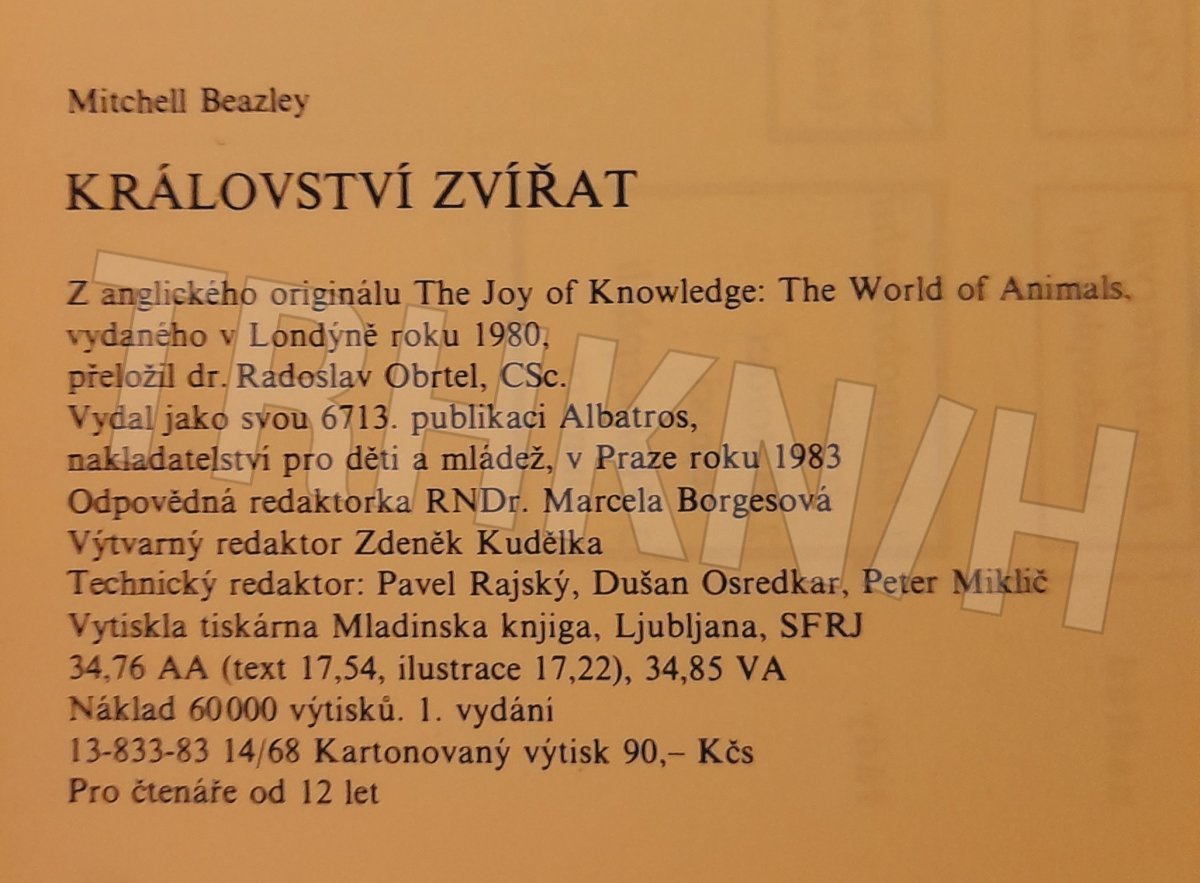 Mitchell Beazley
KRÁLOVSTVÍ ZVÍŘAT
Z anglického originálu The Joy of Knowledge: The World of Animals,
vydaného v Londýně roku 1980,
přeložil dr. Radoslav Obrtel, CSc.
Vydal jako svou 6713. publikaci Albatros,
nakladatelství pro děti a mládež, v Praze roku 1983
Odpovědná redaktorka RNDr. Marcela Borgesová
Výtvarný redaktor Zdeněk Kudělka
Technický redaktor: Pavel Rajský, Dušan Osredkar, Peter Miklič
Vytiskla tiskárna Mladinska knjiga, Ljubljana, SFRJ
34,76 AA (text 17,54, ilustrace 17,22), 34,85 VA
Náklad 60000 výtisků. 1. vydání
13-833-83 14/68 Kartonovaný výtisk 90,– Kčs
Pro čtenáře od 12 let
TRHKN/H